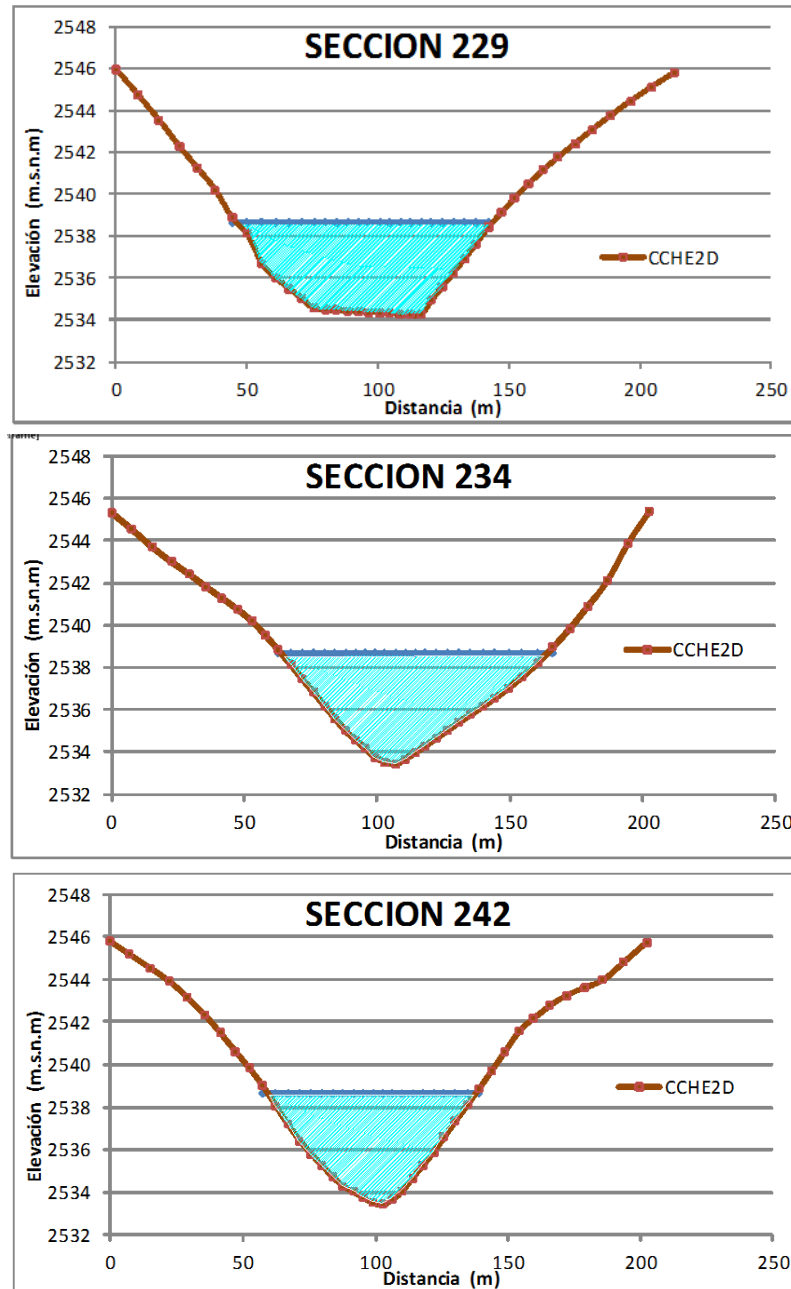 SECCION 229
Elevación (m.s.n.m)
2548
2546
2544
2542
2540
2538
2536
2534
2532
CCHE2D
0 50 100 150 200 250
Distancia (m)
SECCION 234
Elevación (m.s.n.m)
2548
2546
2544
2542
2540
2538
2536
2534
2532
CCHE2D
0 50 100 150 200 250
Distancia (m)
SECCION 242
Elevación (m.s.n.m)
2548
2546
2544
2542
2540
2538
2536
2534
2532
CCHE2D
0 50 100 150 200 250
Distancia (m)